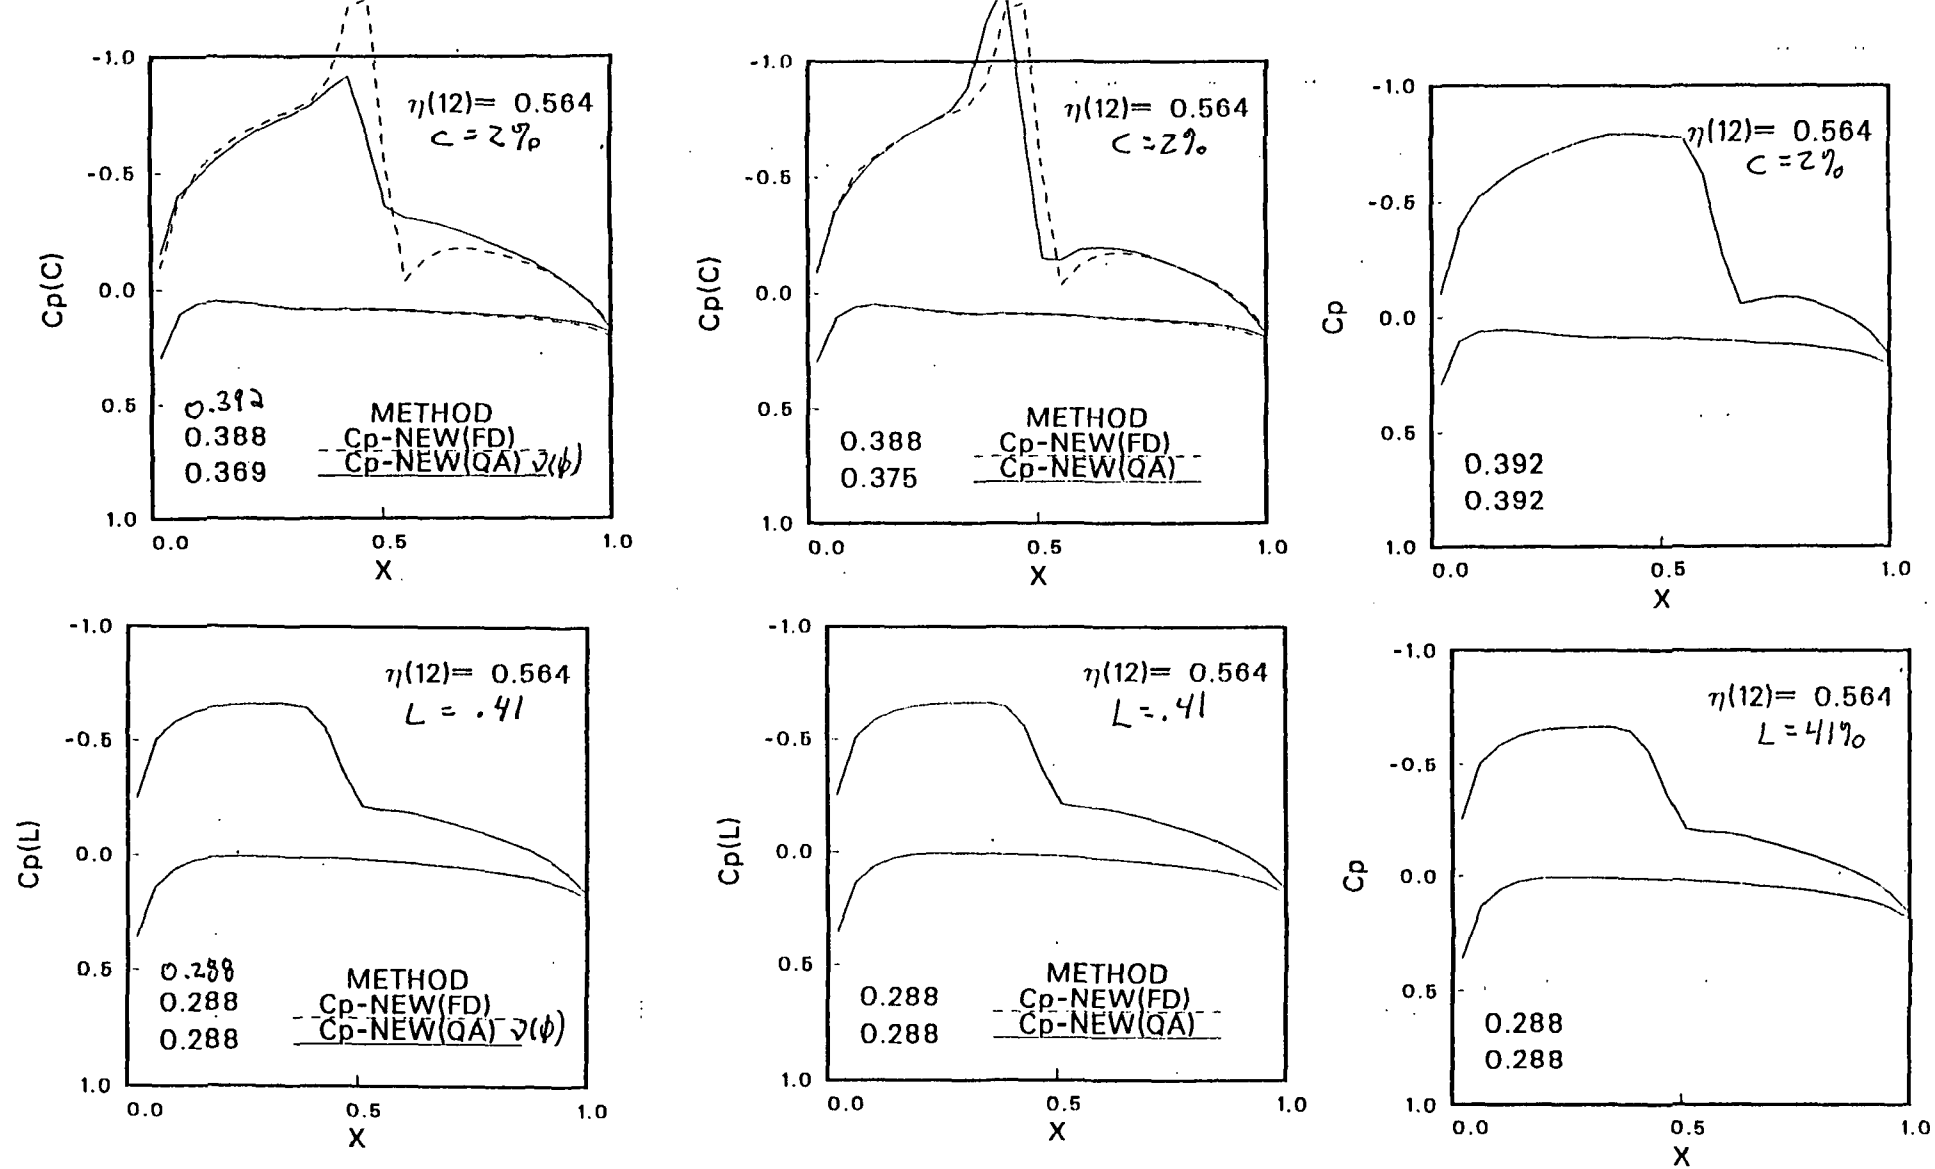 -1.0
-0.5
0.0
0.5
1.0
Cp(C)
η(12)= 0.564
C = 2%
0.392
0.388
0.369
METHOD
Cp-NEW(FD)
Cp-NEW(QA) ν(ϕ)
0.0 0.5 1.0
X
-1.0
-0.5
0.0
0.5
1.0
Cp(C)
η(12)= 0.564
C = 2%
0.388
0.375
METHOD
Cp-NEW(FD)
Cp-NEW(QA)
0.0 0.5 1.0
X
-1.0
-0.5
0.0
0.5
1.0
Cp
η(12)= 0.564
C = 2%
0.392
0.392
0.0 0.5 1.0
X
-1.0
-0.5
0.0
0.5
1.0
Cp(L)
η(12)= 0.564
L = .41
0.288
0.288
0.288
METHOD
Cp-NEW(FD)
Cp-NEW(QA) ν(ϕ)
0.0 0.5 1.0
X
-1.0
-0.5
0.0
0.5
1.0
Cp(L)
η(12)= 0.564
L = .41
0.288
0.288
METHOD
Cp-NEW(FD)
Cp-NEW(QA)
0.0 0.5 1.0
X
-1.0
-0.5
0.0
0.5
1.0
Cp
η(12)= 0.564
L = 41%
0.288
0.288
0.0 0.5 1.0
X